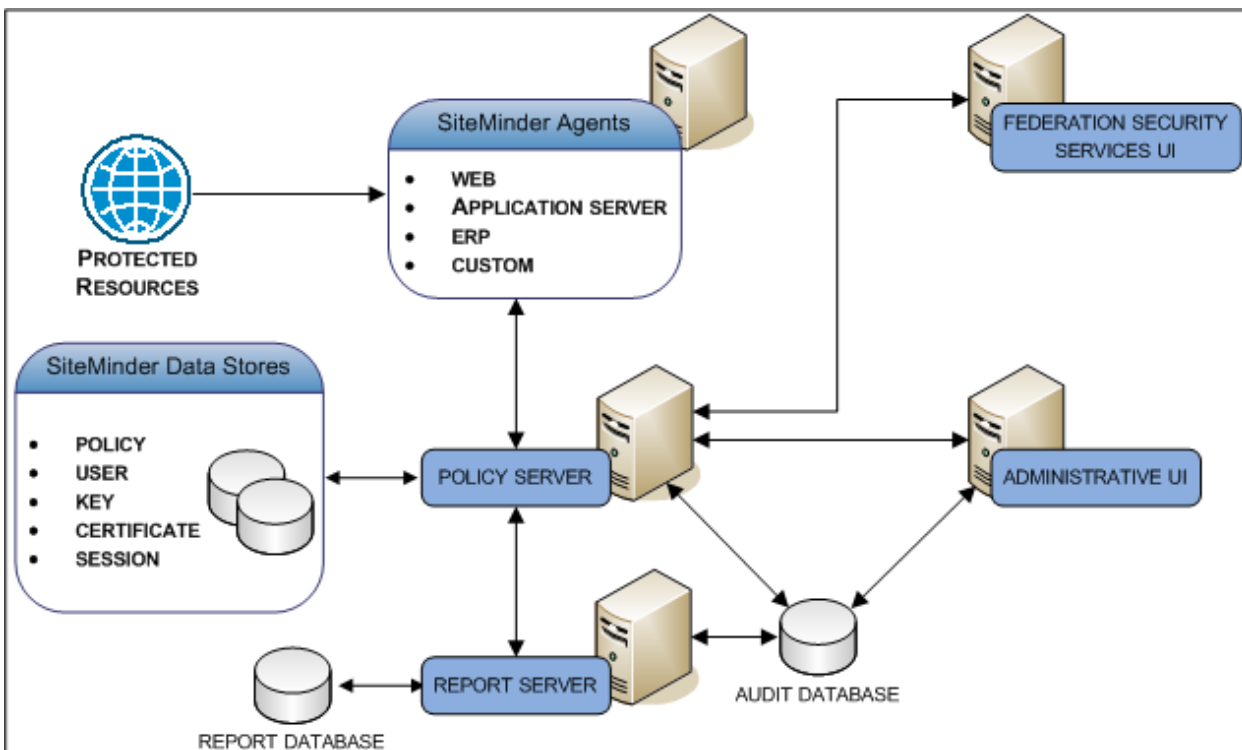 SiteMinder Agents
• WEB
• APPLICATION SERVER
• ERP
• CUSTOM
FEDERATION SECURITY
SERVICES UI
PROTECTED
RESOURCES
SiteMinder Data Stores
• POLICY
• USER
• KEY
• CERTIFICATE
• SESSION
POLICY SERVER
ADMINISTRATIVE UI
REPORT SERVER
AUDIT DATABASE
REPORT DATABASE